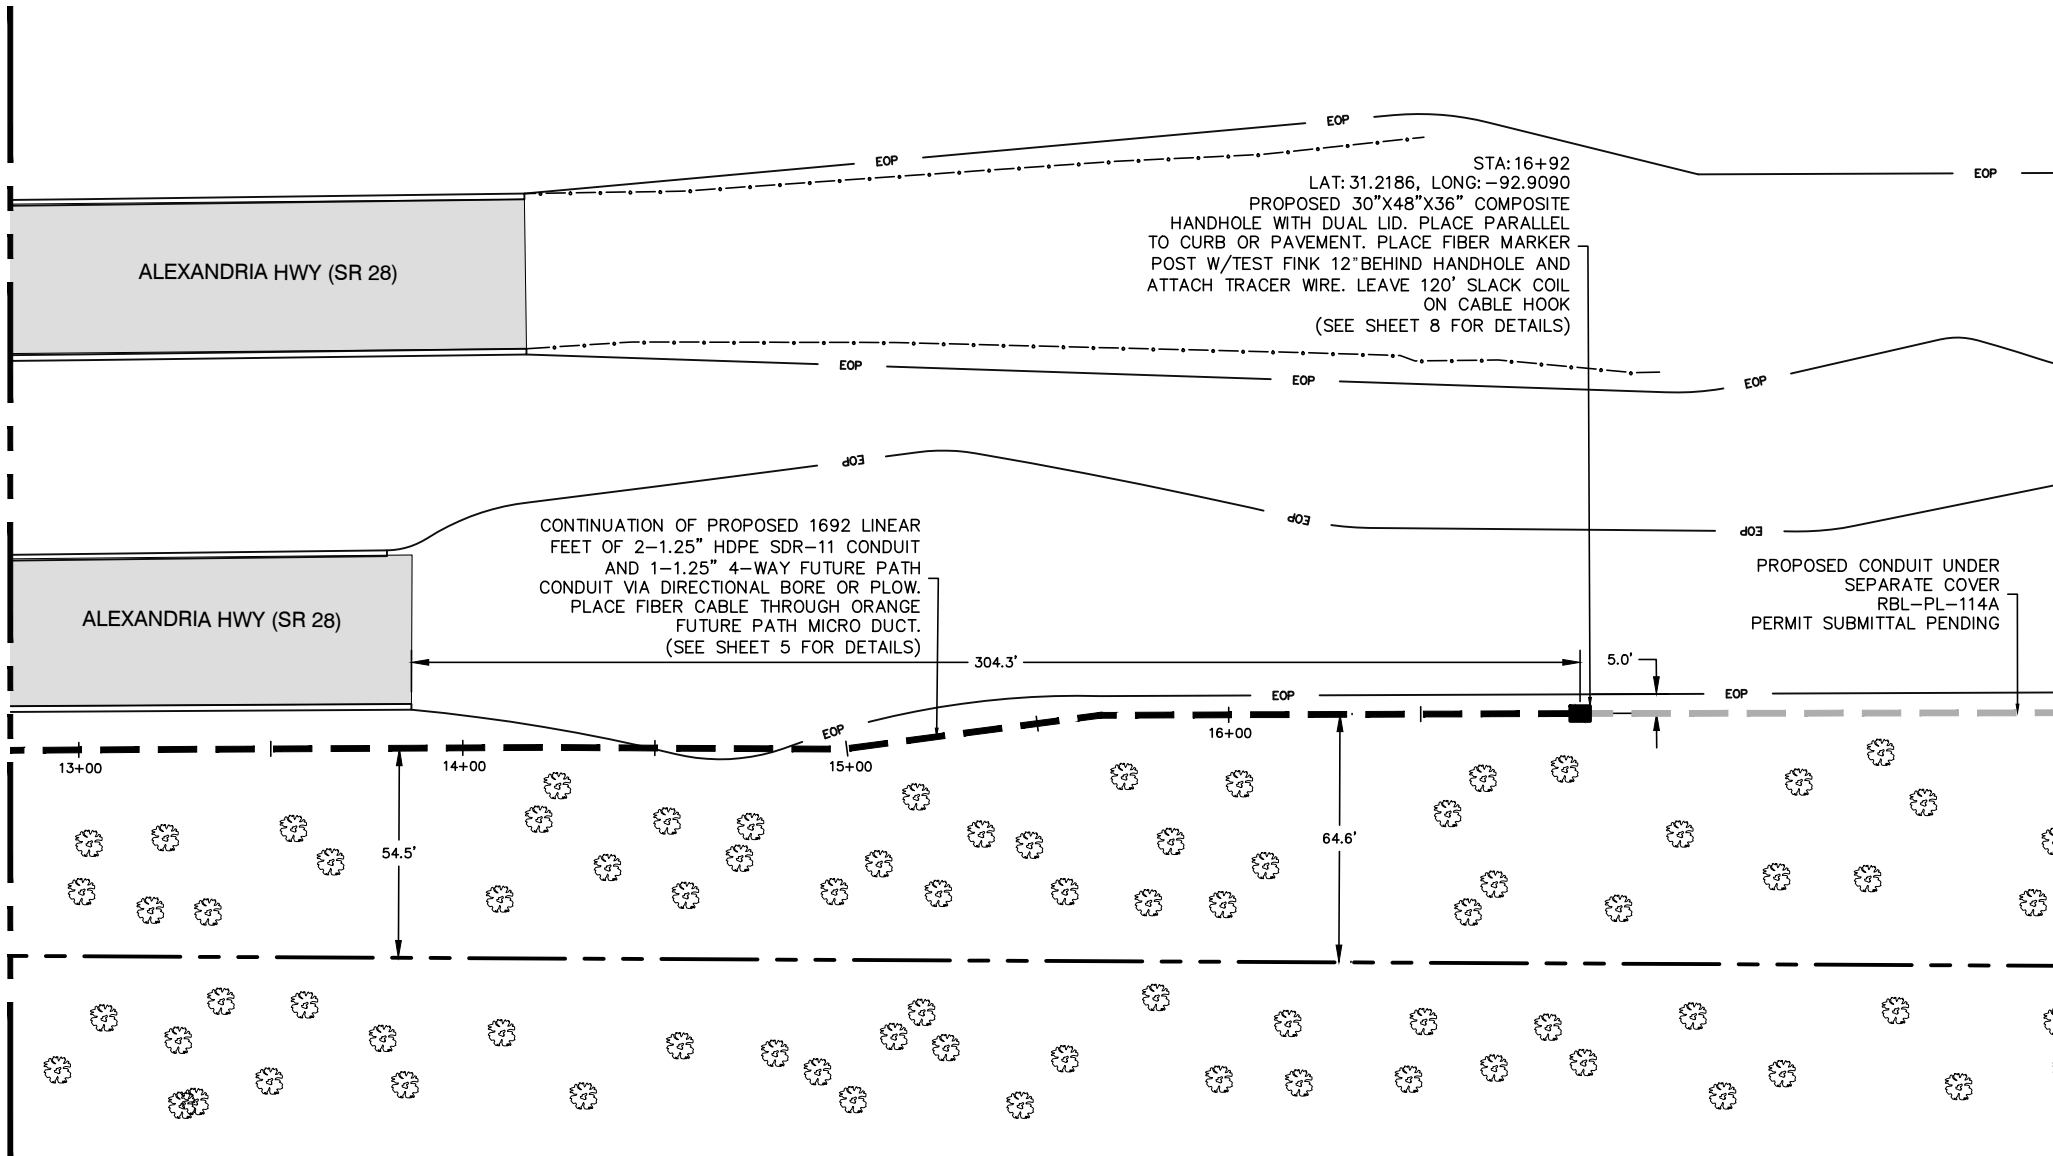 EOP
EOP
EOP
STA:16+92
LAT:31.2186, LONG:-92.9090
PROPOSED 30"X48"X36" COMPOSITE
HANDHOLE WITH DUAL LID. PLACE PARALLEL
TO CURB OR PAVEMENT. PLACE FIBER MARKER
POST W/TEST FINK 12"BEHIND HANDHOLE AND
ATTACH TRACER WIRE. LEAVE 120' SLACK COIL
ON CABLE HOOK
(SEE SHEET 8 FOR DETAILS)
ALEXANDRIA HWY (SR 28)
EOP
EOP
EOP
EOP
EOP
EOP
CONTINUATION OF PROPOSED 1692 LINEAR
FEET OF 2-1.25" HDPE SDR-11 CONDUIT
AND 1-1.25" 4-WAY FUTURE PATH
CONDUIT VIA DIRECTIONAL BORE OR PLOW.
PLACE FIBER CABLE THROUGH ORANGE
FUTURE PATH MICRO DUCT.
(SEE SHEET 5 FOR DETAILS)
PROPOSED CONDUIT UNDER
SEPARATE COVER
RBL-PL-114A
PERMIT SUBMITTAL PENDING
ALEXANDRIA HWY (SR 28)
304.3'
5.0'
EOP
EOP
EOP
13+00
14+00
15+00
16+00
54.5'
64.6'